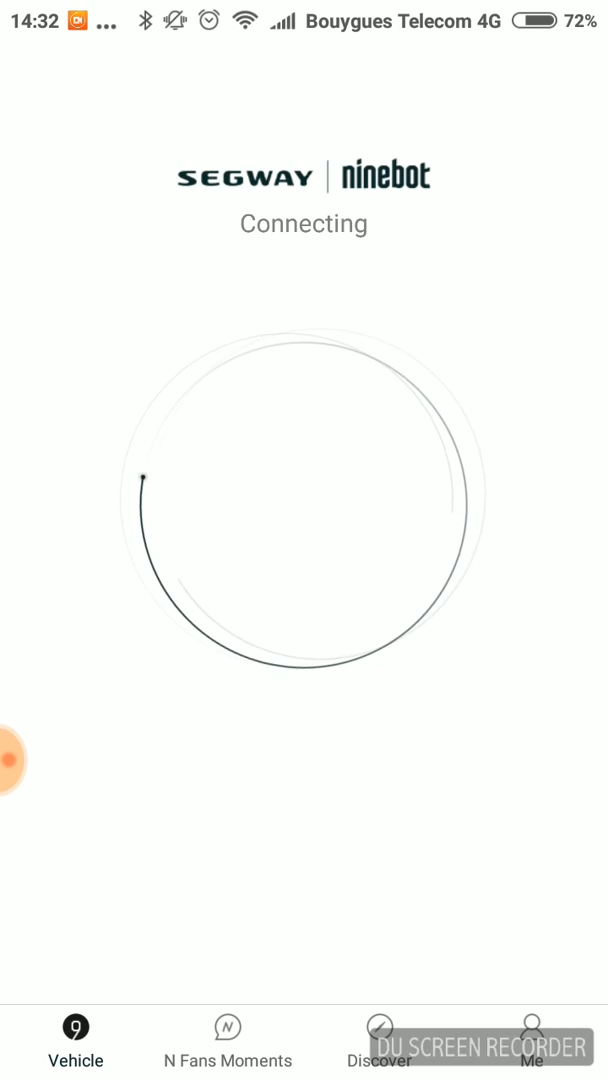 14:32 ... Bouygues Telecom 4G 72%
SEGWAY | ninebot
Connecting
Vehicle
N Fans Moments
Discover
Me
DU SCREEN RECORDER